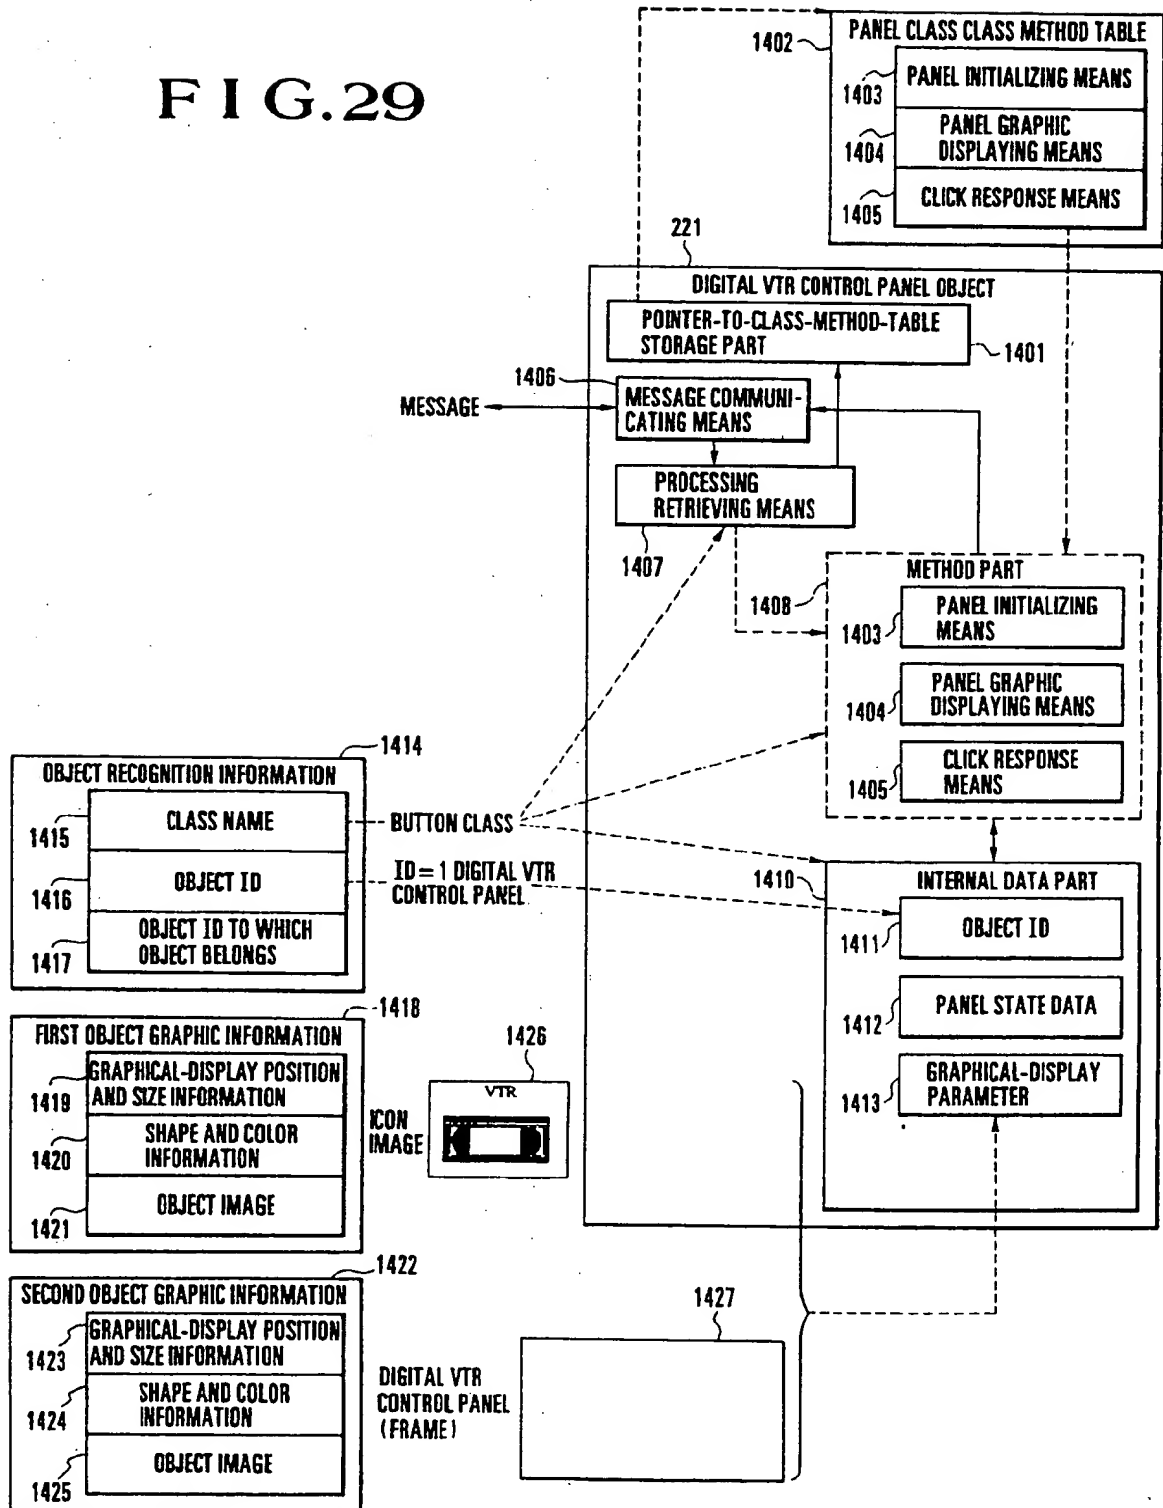 FIG.29
1402
PANEL CLASS CLASS METHOD TABLE
1403
PANEL INITIALIZING MEANS
1404
PANEL GRAPHIC
DISPLAYING MEANS
1405
CLICK RESPONSE MEANS
221
DIGITAL VTR CONTROL PANEL OBJECT
POINTER-TO-CLASS-METHOD-TABLE
STORAGE PART
1401
1406
MESSAGE
MESSAGE COMMUNI-
CATING MEANS
PROCESSING
RETRIEVING MEANS
1407
METHOD PART
1408
1403
PANEL INITIALIZING
MEANS
1404
PANEL GRAPHIC
DISPLAYING MEANS
1405
CLICK RESPONSE
MEANS
1414
OBJECT RECOGNITION INFORMATION
1415
CLASS NAME
BUTTON CLASS
1416
OBJECT ID
ID=1 DIGITAL VTR
CONTROL PANEL
1417
OBJECT ID TO WHICH
OBJECT BELONGS
1410
INTERNAL DATA PART
1411
OBJECT ID
1412
PANEL STATE DATA
1413
GRAPHICAL-DISPLAY
PARAMETER
1418
FIRST OBJECT GRAPHIC INFORMATION
1419
GRAPHICAL-DISPLAY POSITION
AND SIZE INFORMATION
1420
SHAPE AND COLOR
INFORMATION
1421
OBJECT IMAGE
ICON
IMAGE
1426
VTR
1422
SECOND OBJECT GRAPHIC INFORMATION
1423
GRAPHICAL-DISPLAY POSITION
AND SIZE INFORMATION
1424
SHAPE AND COLOR
INFORMATION
1425
OBJECT IMAGE
DIGITAL VTR
CONTROL PANEL
(FRAME)
1427